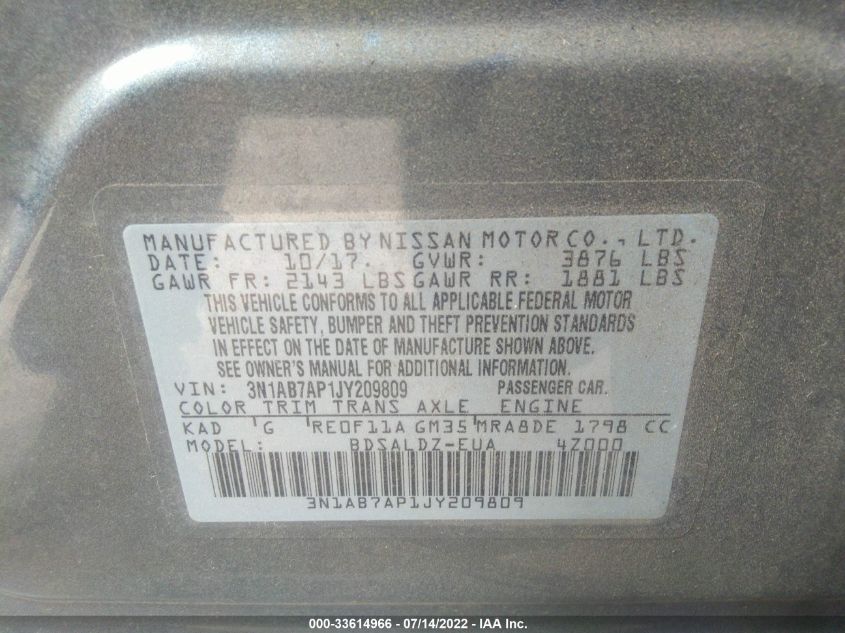 MANUFACTURED BY NISSAN MOTOR CO., LTD.
DATE: 10/17. GVWR: 3876 LBS
GAWR FR: 2143 LBS GAWR RR: 1881 LBS
THIS VEHICLE CONFORMS TO ALL APPLICABLE FEDERAL MOTOR
VEHICLE SAFETY, BUMPER AND THEFT PREVENTION STANDARDS
IN EFFECT ON THE DATE OF MANUFACTURE SHOWN ABOVE.
SEE OWNER'S MANUAL FOR ADDITIONAL INFORMATION.
VIN: 3N1AB7AP1JY209809 PASSENGER CAR.
COLOR TRIM TRANS AXLE ENGINE
KAD G RE0F11A GM35 MRA8DE 1798 CC
MODEL: BDSALDZ-EUA 4Z000
3N1AB7AP1JY209809
000-33614966 - 07/14/2022 - IAA Inc.